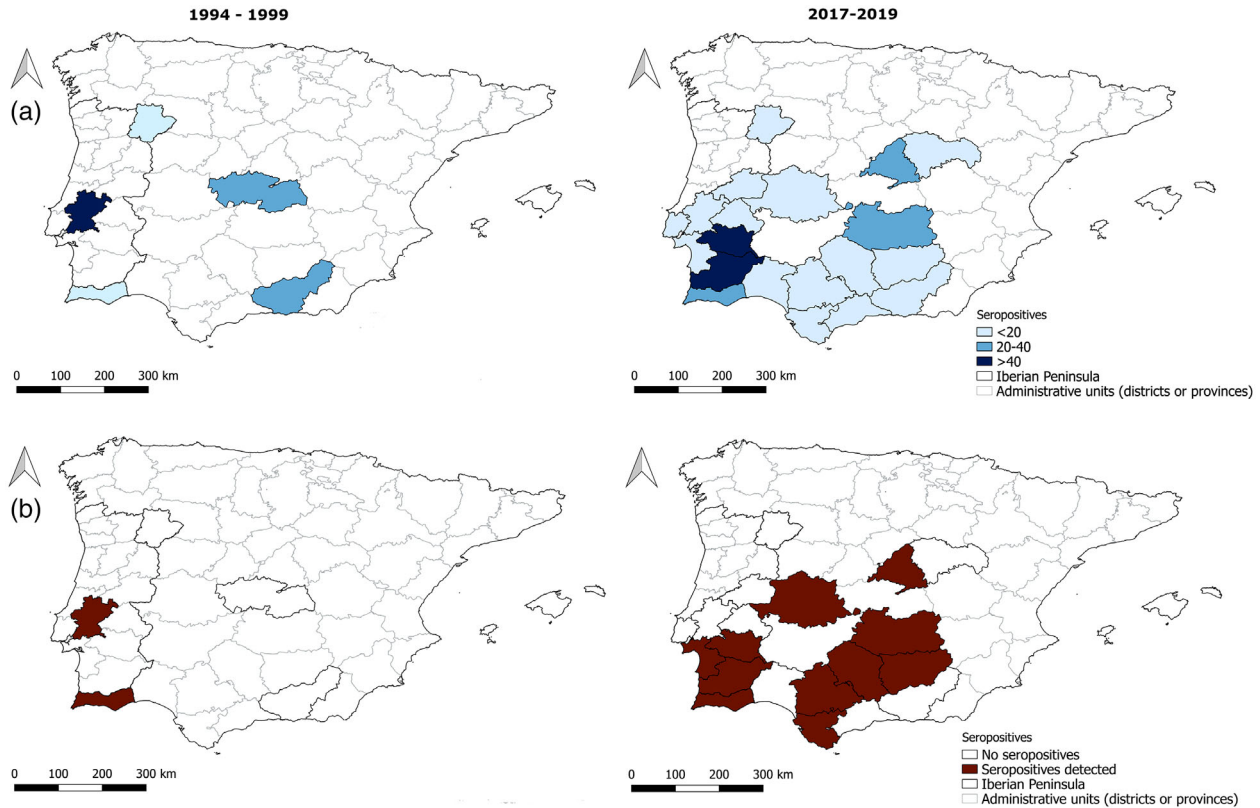 1994 - 1999
2017-2019
(a)
Seropositives
<20
20-40
>40
Iberian Peninsula
Administrative units (districts or provinces)
0 100 200 300 km
0 100 200 300 km
(b)
Seropositives
No seropositives
Seropositives detected
Iberian Peninsula
Administrative units (districts or provinces)
0 100 200 300 km
0 100 200 300 km